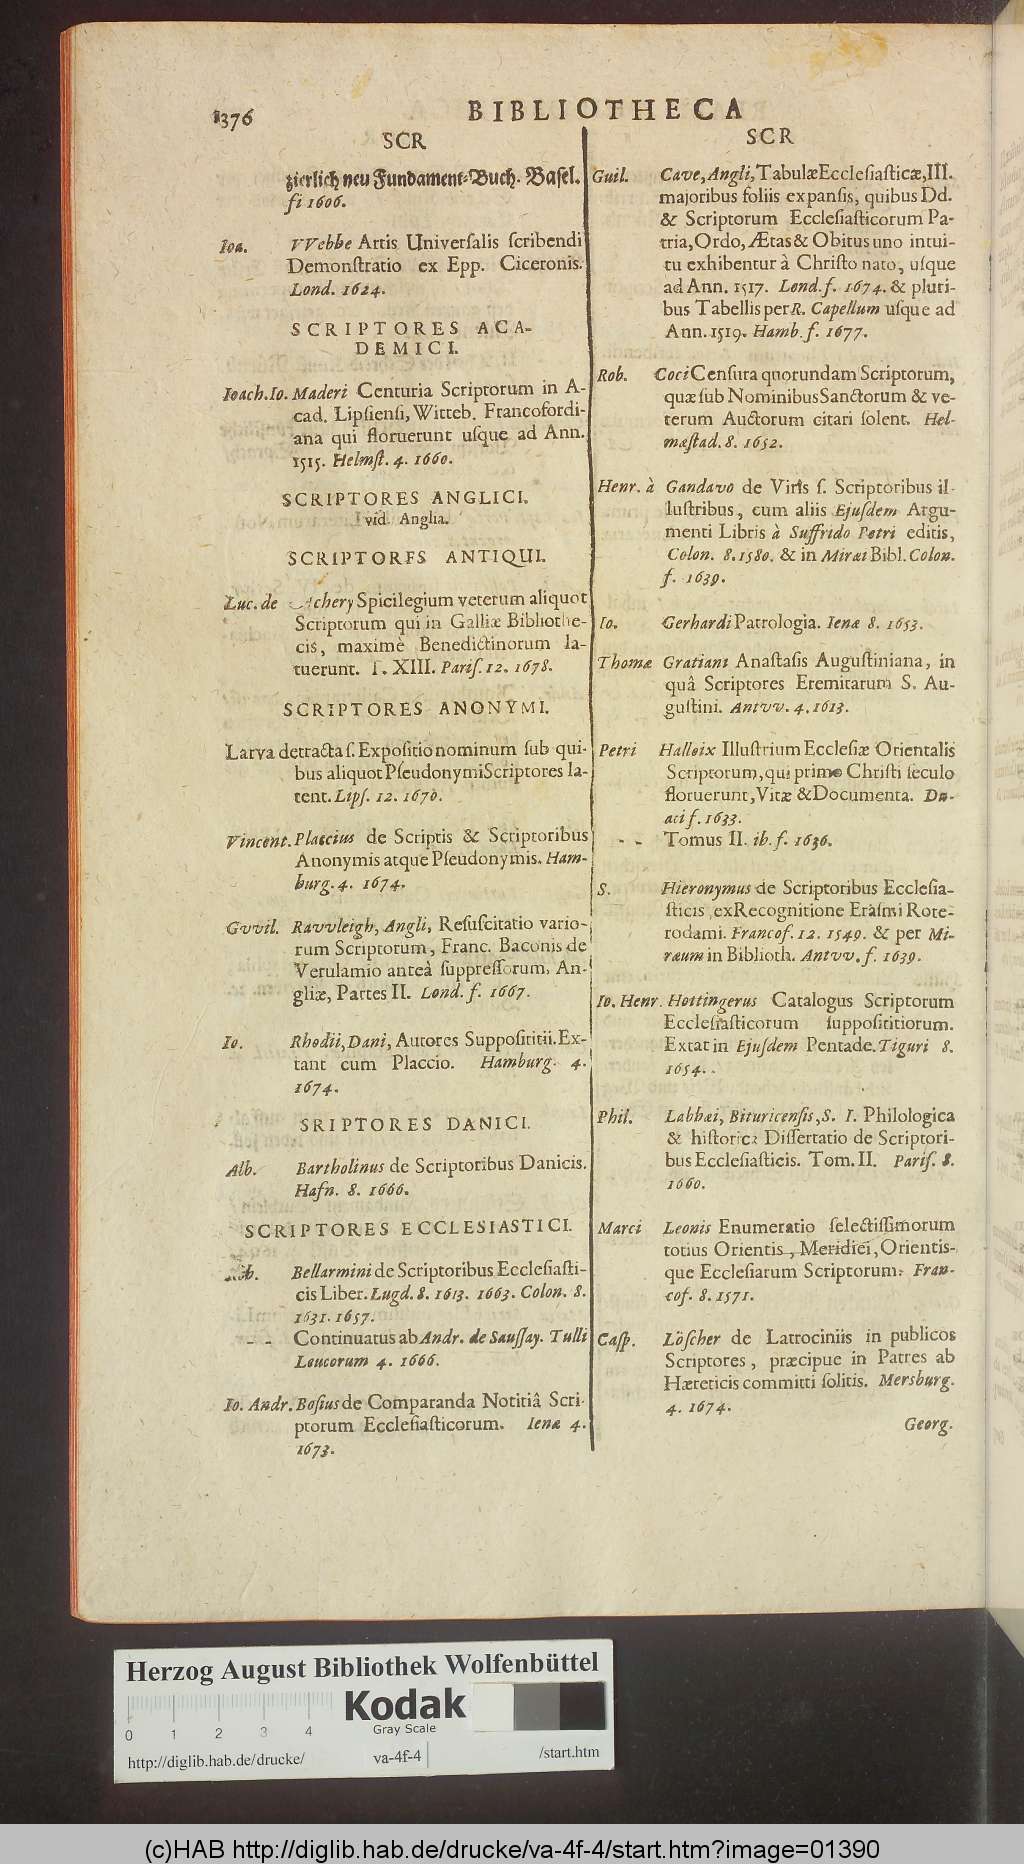 1376
BIBLIOTHECA
SCR
zierlich neu Fundament-Buch. Basel.
fi 1606.
Ioa. VVebbe Artis Universalis scribendi
Demonstratio ex Epp. Ciceronis.
Lond. 1624.
SCRIPTORES ACA-
DEMICI.
Ioach. Io. Maderi Centuria Scriptorum in A-
cad. Lipsiensi, Witteb. Francofordi-
ana qui floruerunt usque ad Ann.
1515. Helmst. 4. 1660.
SCRIPTORES ANGLICI.
vid. Anglia.
SCRIPTORES ANTIQUI.
Luc. de chery Spicilegium veterum aliquot
Scriptorum qui in Galliæ Bibliothe-
cis, maximè Benedictinorum la-
tuerunt. T. XIII. Paris. 12. 1678.
SCRIPTORES ANONYMI.
Larva detracta s. Expositio nominum sub qui-
bus aliquot Pseudonymi Scriptores la-
tent. Lips. 12. 1670.
Vincent. Placcius de Scriptis & Scriptoribus
Anonymis atque Pseudonymis. Ham-
burg. 4. 1674.
Gvvil. Ravvleigh, Angli, Resuscitatio vario-
rum Scriptorum, Franc. Baconis de
Verulamio anteà suppressorum, An-
gliæ, Partes II. Lond. f. 1667.
Io. Rhodii, Dani, Autores Supposititii. Ex-
tant cum Placcio. Hamburg. 4.
1674.
SRIPTORES DANICI.
Alb. Bartholinus de Scriptoribus Danicis.
Hafn. 8. 1666.
SCRIPTORES ECCLESIASTICI.
Rob. Bellarmini de Scriptoribus Ecclesiasti-
cis Liber. Lugd. 8. 1613. 1663. Colon. 8.
1631. 1657.
- - Continuatus ab Andr. de Saussay. Tulli
Leucorum 4. 1666.
Io. Andr. Bosius de Comparanda Notitiâ Scri-
ptorum Ecclesiasticorum. Ienæ 4.
1673.
SCR
Guil. Cave, Angli, Tabulæ Ecclesiasticæ, III.
majoribus foliis expansis, quibus Dd.
& Scriptorum Ecclesiasticorum Pa-
tria, Ordo, Ætas & Obitus uno intui-
tu exhibentur à Christo nato, usque
ad Ann. 1517. Lond. f. 1674. & pluri-
bus Tabellis per R. Capellum usque ad
Ann. 1519. Hamb. f. 1677.
Rob. Coci Censura quorundam Scriptorum,
quæ sub Nominibus Sanctorum & ve-
terum Auctorum citari solent. Hel-
mæstad. 8. 1652.
Henr. à Gandavo de Viris s. Scriptoribus il-
lustribus, cum aliis Ejusdem Argu-
menti Libris à Suffrido Petri editis,
Colon. 8. 1580. & in Miræi Bibl. Colon.
f. 1639.
Io. Gerhardi Patrologia. Ienæ 8. 1653.
Thomæ Gratiani Anastasis Augustiniana, in
quâ Scriptores Eremitarum S. Au-
gustini. Antvv. 4. 1613.
Petri Halloix Illustrium Ecclesiæ Orientalis
Scriptorum, qui primo Christi seculo
floruerunt, Vitæ & Documenta. Du-
aci f. 1633.
- - Tomus II. ib. f. 1636.
S. Hieronymus de Scriptoribus Ecclesia-
sticis, ex Recognitione Erasmi Rote-
rodami. Francof. 12. 1549. & per Mi-
ræum in Biblioth. Antvv. f. 1639.
Io. Henr. Hottingerus Catalogus Scriptorum
Ecclesiasticorum supposititiorum.
Extat in Ejusdem Pentade. Tiguri 8.
1654.
Phil. Labbæi, Bituricensis, S. I. Philologica
& historica Dissertatio de Scriptori-
bus Ecclesiasticis. Tom. II. Paris. 8.
1660.
Marci Leonis Enumeratio selectissimorum
totius Orientis, Meridiei, Orientis-
que Ecclesiarum Scriptorum. Fran-
cof. 8. 1571.
Casp. Löscher de Latrociniis in publicos
Scriptores, præcipue in Patres ab
Hæreticis committi solitis. Mersburg.
4. 1674.
Georg.
Herzog August Bibliothek Wolfenbüttel
Kodak
Gray Scale
0 1 2 3 4
http://diglib.hab.de/drucke/ va-4f-4 /start.htm
(c)HAB http://diglib.hab.de/drucke/va-4f-4/start.htm?image=01390